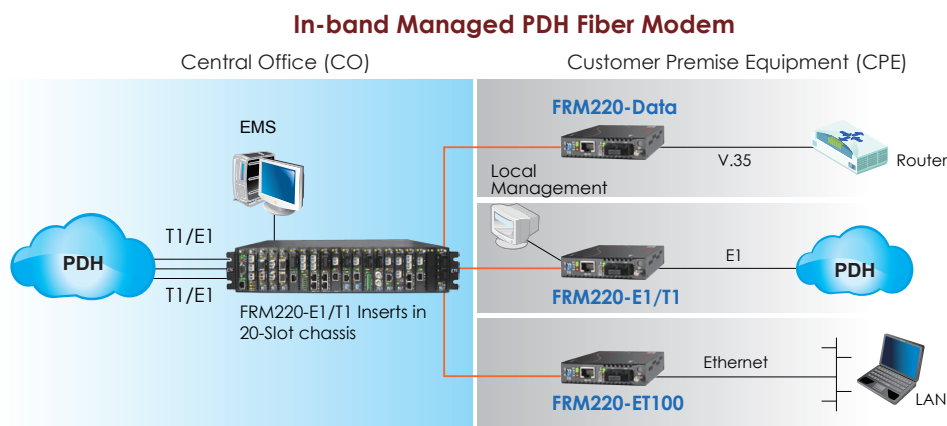 In-band Managed PDH Fiber Modem
Central Office (CO)
Customer Premise Equipment (CPE)
EMS
PDH
T1/E1
T1/E1
FRM220-E1/T1 Inserts in
20-Slot chassis
FRM220-Data
V.35
Router
Local
Management
E1
PDH
FRM220-E1/T1
Ethernet
LAN
FRM220-ET100